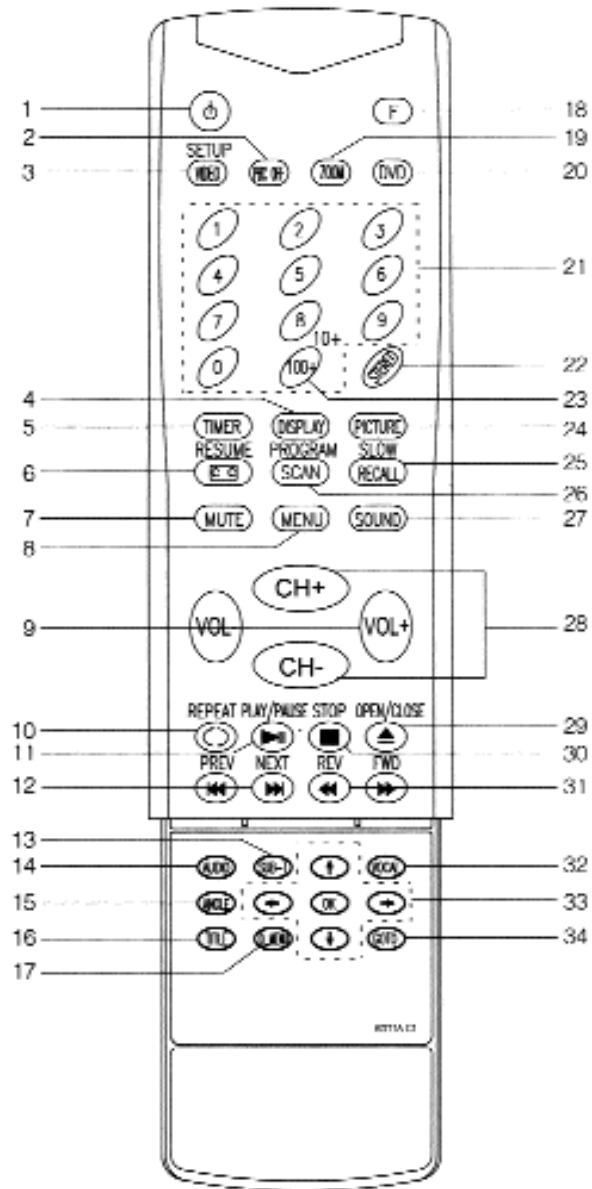 1 F 18
2 19
SETUP
3 VIDEO ZOOM DVD 20
1 2 3
4 5 6 21
7 8 9
10+
0 100+ 22
4 23
5 TIMER DISPLAY PICTURE 24
RESUME PROGRAM SLOW
6 SCAN RECALL 25
26
7 MUTE MENU SOUND 27
8
CH+
9 VOL VOL+ 28
CH-
REPEAT PLAY/PAUSE STOP OPEN/CLOSE
10 29
11 30
PREV NEXT REV FWD
12 31
13
14 AUDIO VOCAL 32
15 ANGLE OK 33
16 TITLE GOTO 34
17